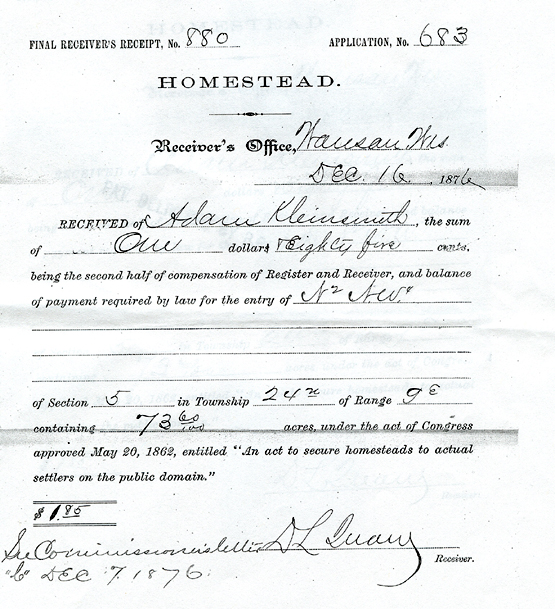 FINAL RECEIVER'S RECEIPT, No. 880 APPLICATION, No. 683
HOMESTEAD.
Receiver's Office, Wausau Wis.
DEC. 16, 1876
RECEIVED of Adam Kleinsmith, the sum
of One dollars Eighty five cents,
being the second half of compensation of Register and Receiver, and balance
of payment required by law for the entry of N2 NW.4
of Section 5 in Township 24 N of Range 9 E
containing 73 60/100 acres, under the act of Congress
approved May 20, 1862, entitled "An act to secure homesteads to actual
settlers on the public domain."
$ 1.85
See Commissioners letter D L Quaw
Receiver.
"C" DEC 7. 1876.